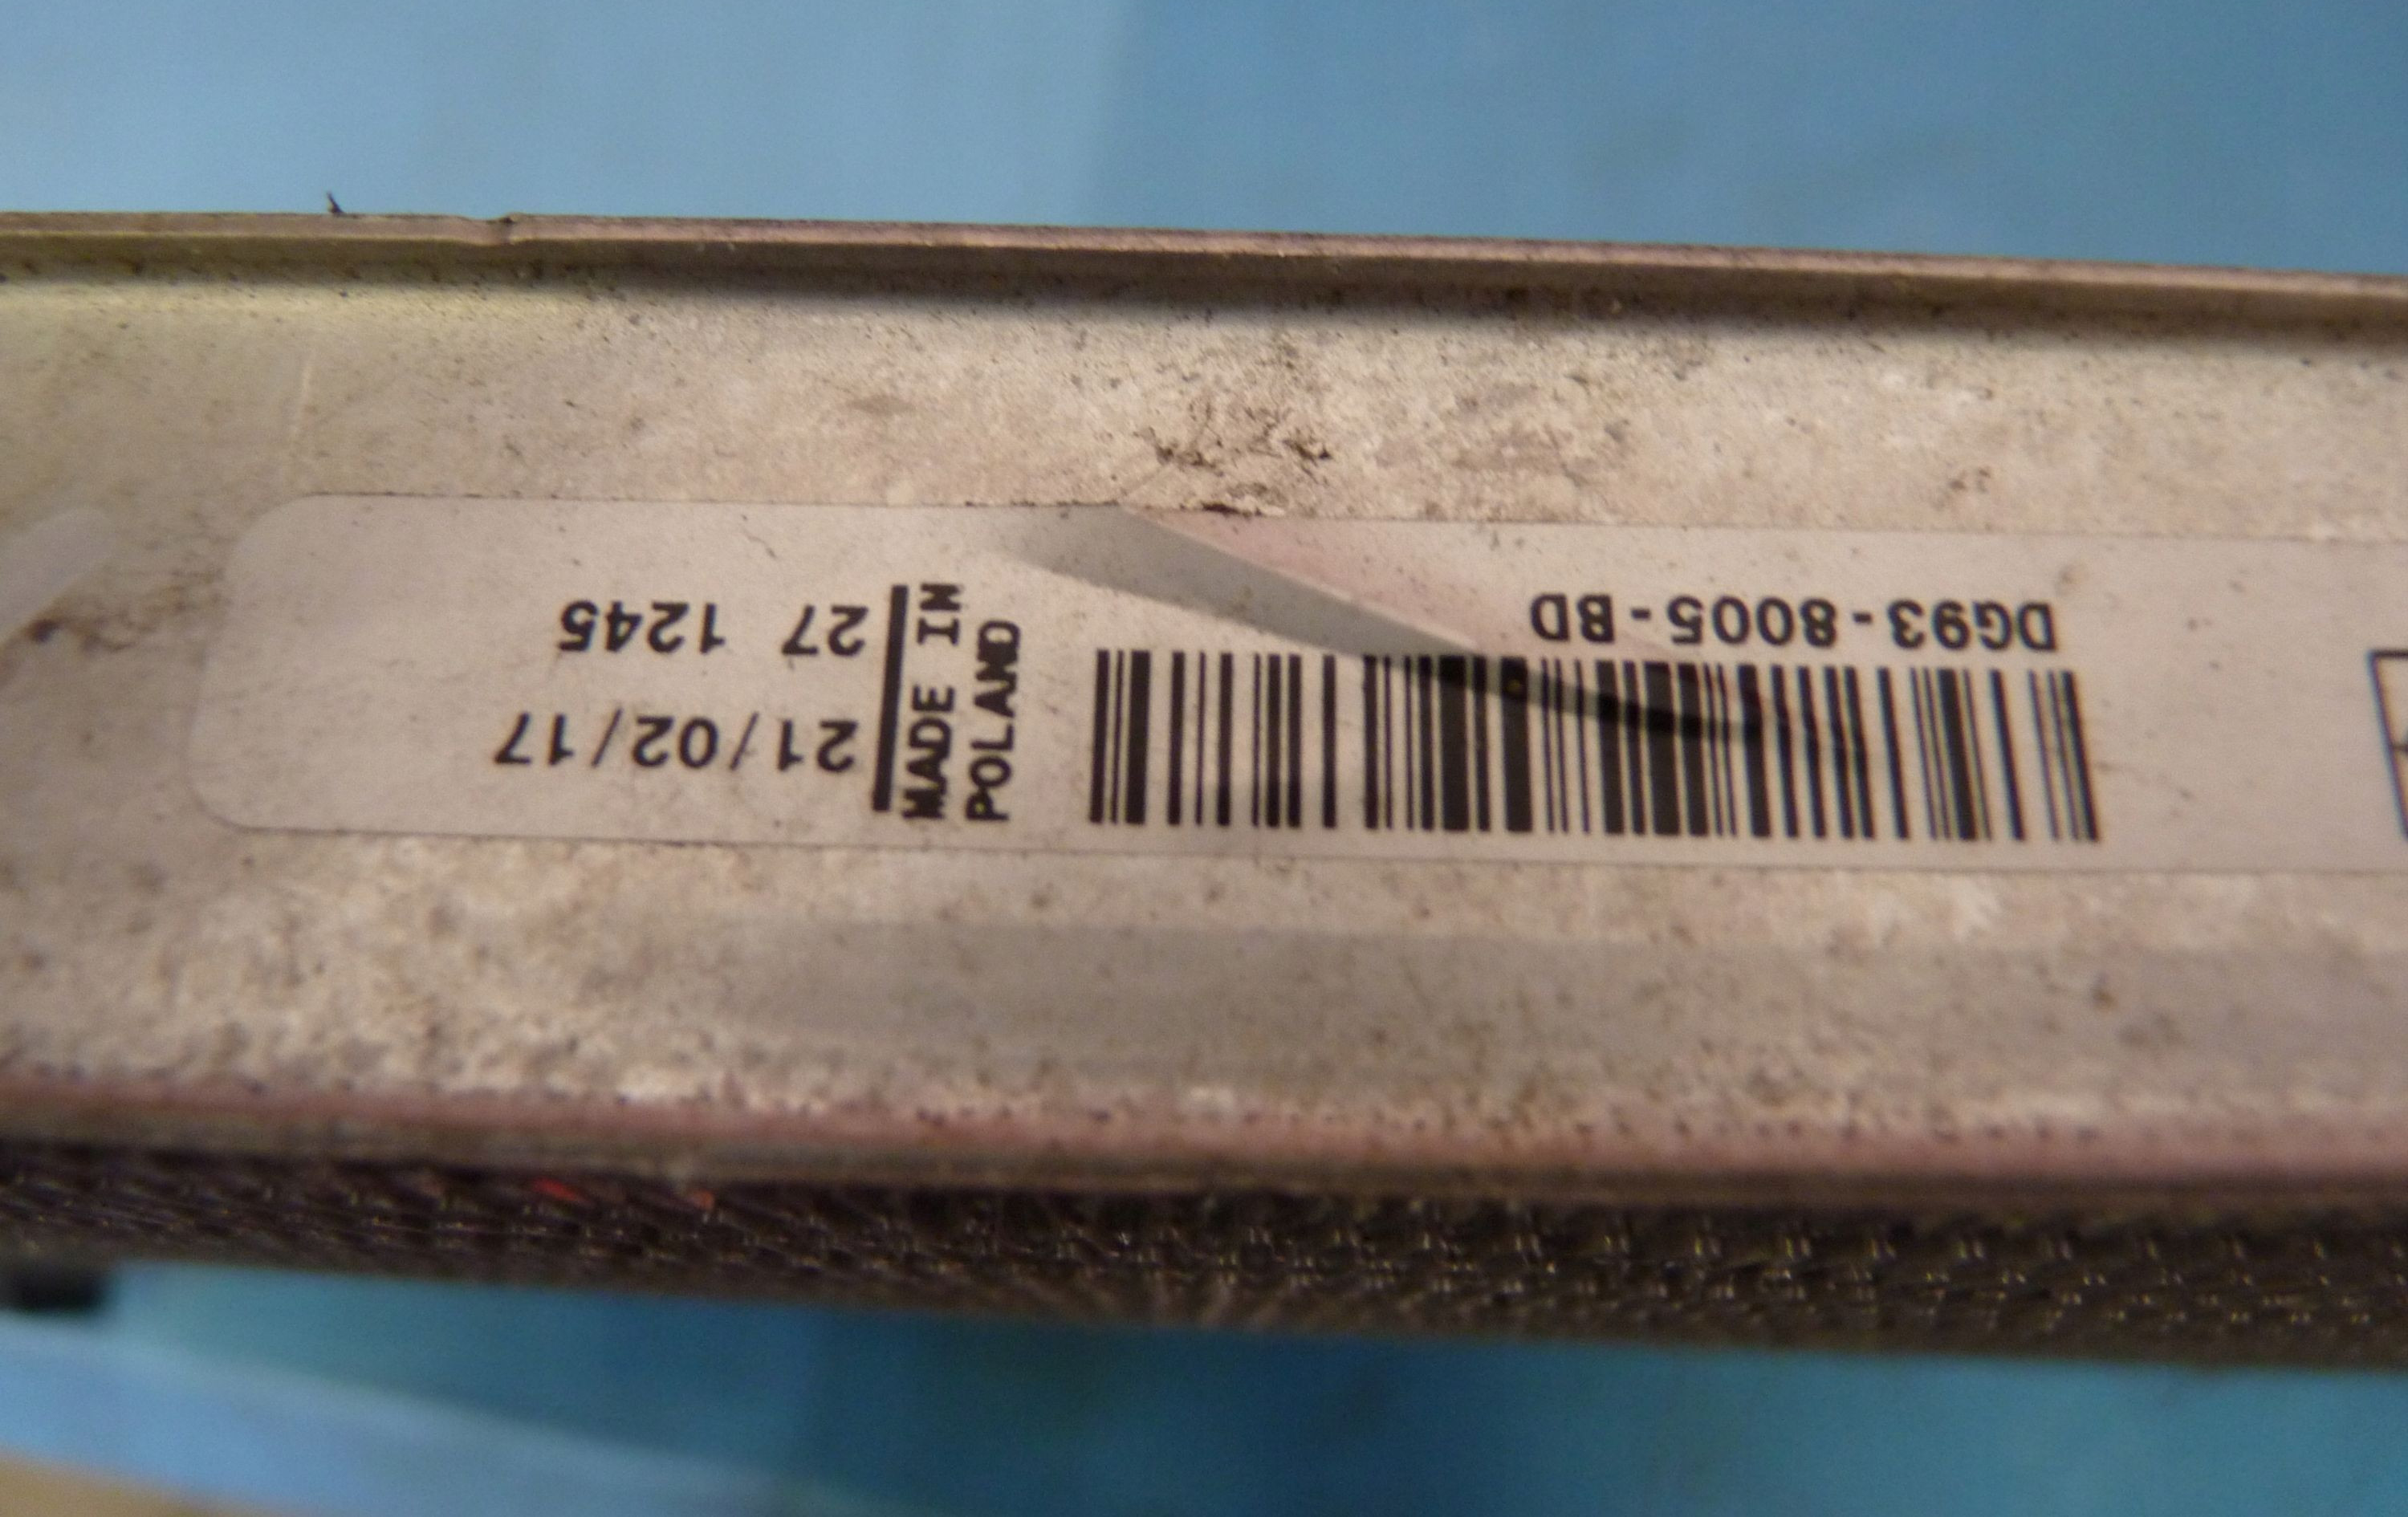 DG93-8005-BD
MADE IN
POLAND
21/02/17
27 1245